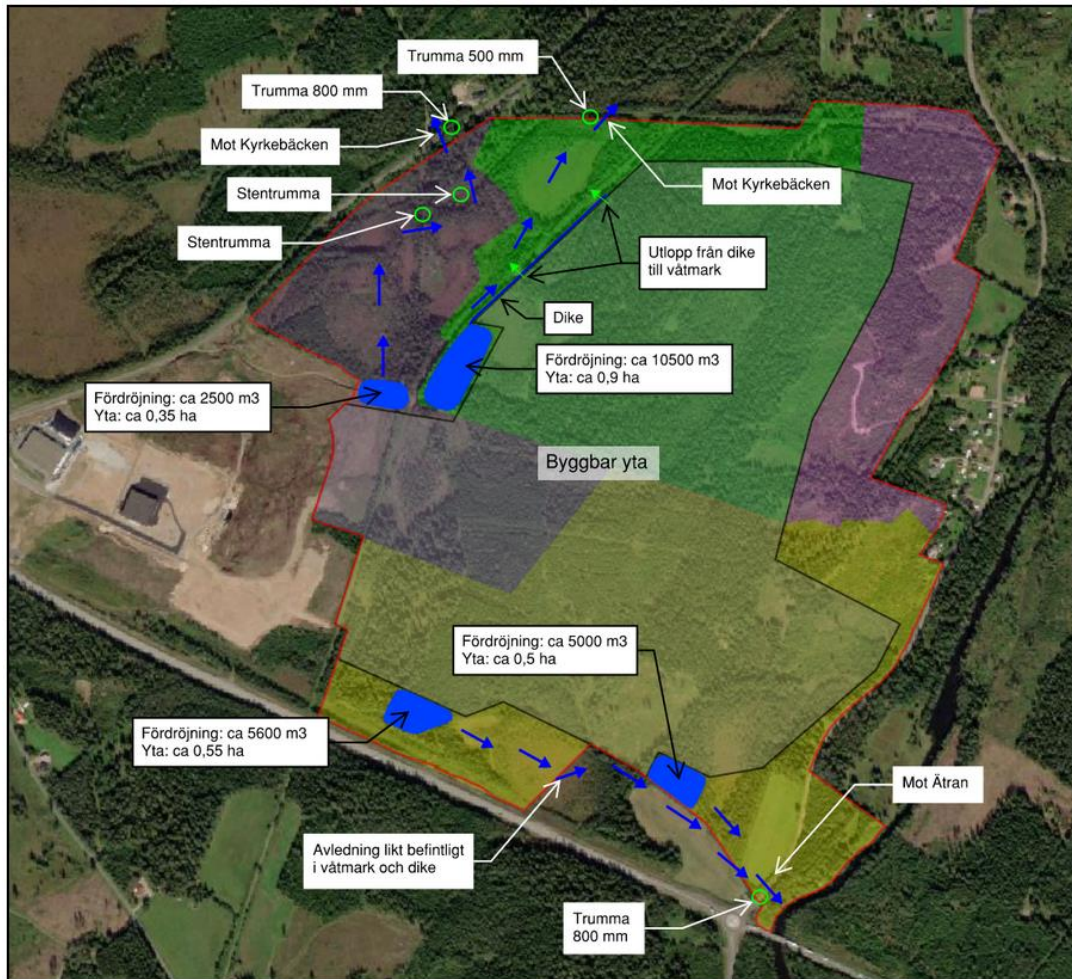 Trumma 500 mm
Trumma 800 mm
Mot Kyrkebäcken
Mot Kyrkebäcken
Stentrumma
Stentrumma
Utlopp från dike
till våtmark
Dike
Fördröjning: ca 10500 m3
Yta: ca 0,9 ha
Fördröjning: ca 2500 m3
Yta: ca 0,35 ha
Byggbar yta
Fördröjning: ca 5000 m3
Yta: ca 0,5 ha
Fördröjning: ca 5600 m3
Yta: ca 0,55 ha
Mot Ätran
Avledning likt befintligt
i våtmark och dike
Trumma
800 mm